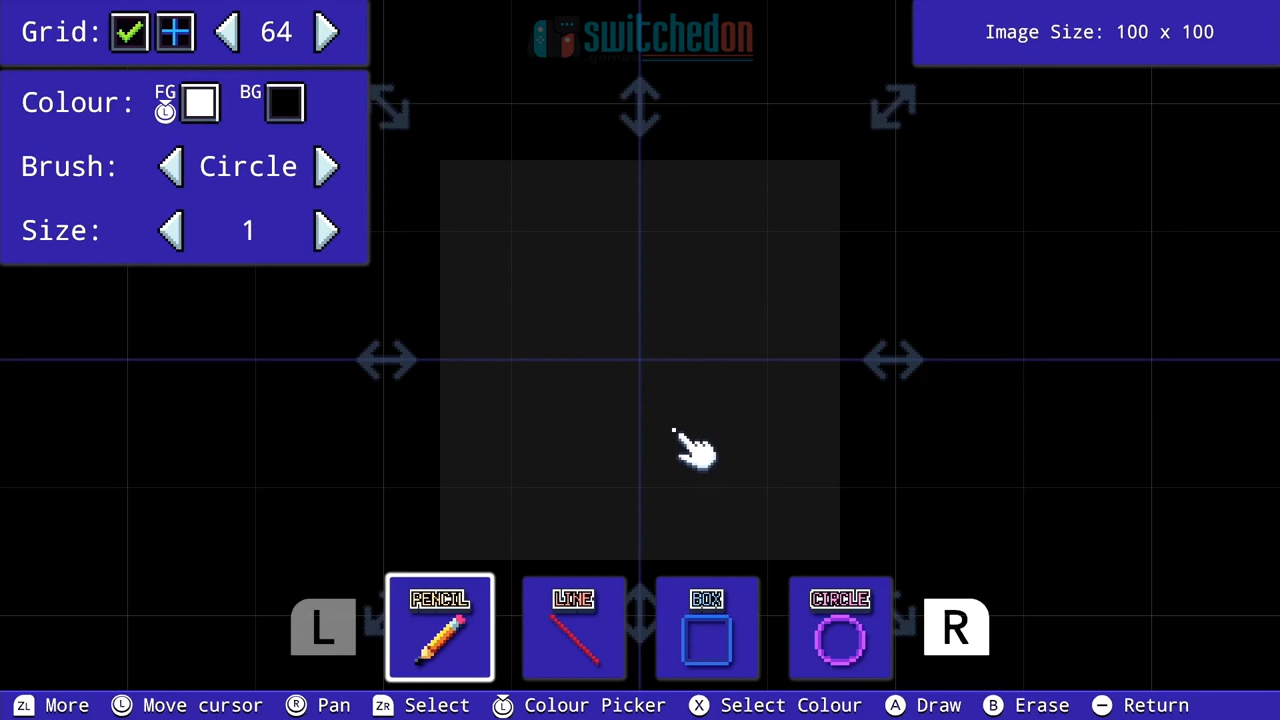 Grid: 64
switchedon
.games
Image Size: 100 x 100
Colour: FG L BG
Brush: Circle
Size: 1
PENCIL LINE BOX CIRCLE
L R
ZL More L Move cursor R Pan ZR Select L Colour Picker X Select Colour A Draw B Erase Return